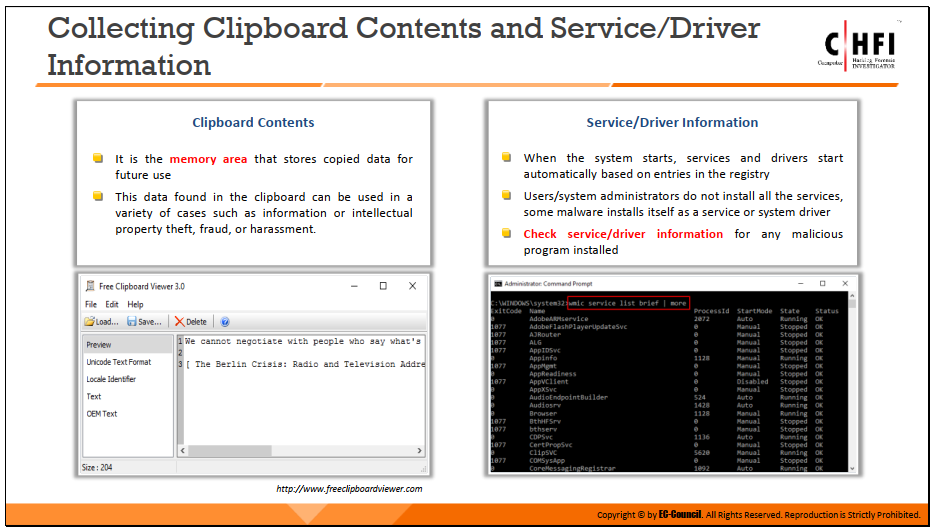 Collecting Clipboard Contents and Service/Driver
Information
CHFI
Computer Hacking Forensic
INVESTIGATOR
Clipboard Contents
It is the memory area that stores copied data for
future use
This data found in the clipboard can be used in a
variety of cases such as information or intellectual
property theft, fraud, or harassment.
Service/Driver Information
When the system starts, services and drivers start
automatically based on entries in the registry
Users/system administrators do not install all the services,
some malware installs itself as a service or system driver
Check service/driver information for any malicious
program installed
Free Clipboard Viewer 3.0
File Edit Help
Load... Save... Delete
Preview
Unicode Text Format
Locale Identifier
Text
OEM Text
1 We cannot negotiate with people who say what's
2
3 [ The Berlin Crisis: Radio and Television Addre
Size : 204
http://www.freeclipboardviewer.com
Administrator: Command Prompt
C:\WINDOWS\system32>wmic service list brief | more
ExitCode Name ProcessId StartMode State Status
0 AdobeARMservice 2072 Auto Running OK
1077 AdobeFlashPlayerUpdateSvc 0 Manual Stopped OK
1077 AJRouter 0 Manual Stopped OK
1077 ALG 0 Manual Stopped OK
1077 AppIDSvc 0 Manual Stopped OK
0 Appinfo 1128 Manual Running OK
1077 AppMgmt 0 Manual Stopped OK
0 AppReadiness 0 Manual Stopped OK
1077 AppVClient 0 Disabled Stopped OK
0 AppXSvc 0 Manual Stopped OK
0 AudioEndpointBuilder 524 Auto Running OK
0 Audiosrv 1428 Auto Running OK
0 Browser 1128 Manual Running OK
1077 BthHFSrv 0 Manual Stopped OK
1077 bthserv 0 Manual Stopped OK
0 CDPSvc 1136 Auto Running OK
1077 CertPropSvc 0 Manual Stopped OK
0 ClipSVC 5620 Manual Running OK
1077 COMSysApp 0 Manual Stopped OK
0 CoreMessagingRegistrar 1092 Auto Running OK
Copyright © by EC-Council. All Rights Reserved. Reproduction is Strictly Prohibited.